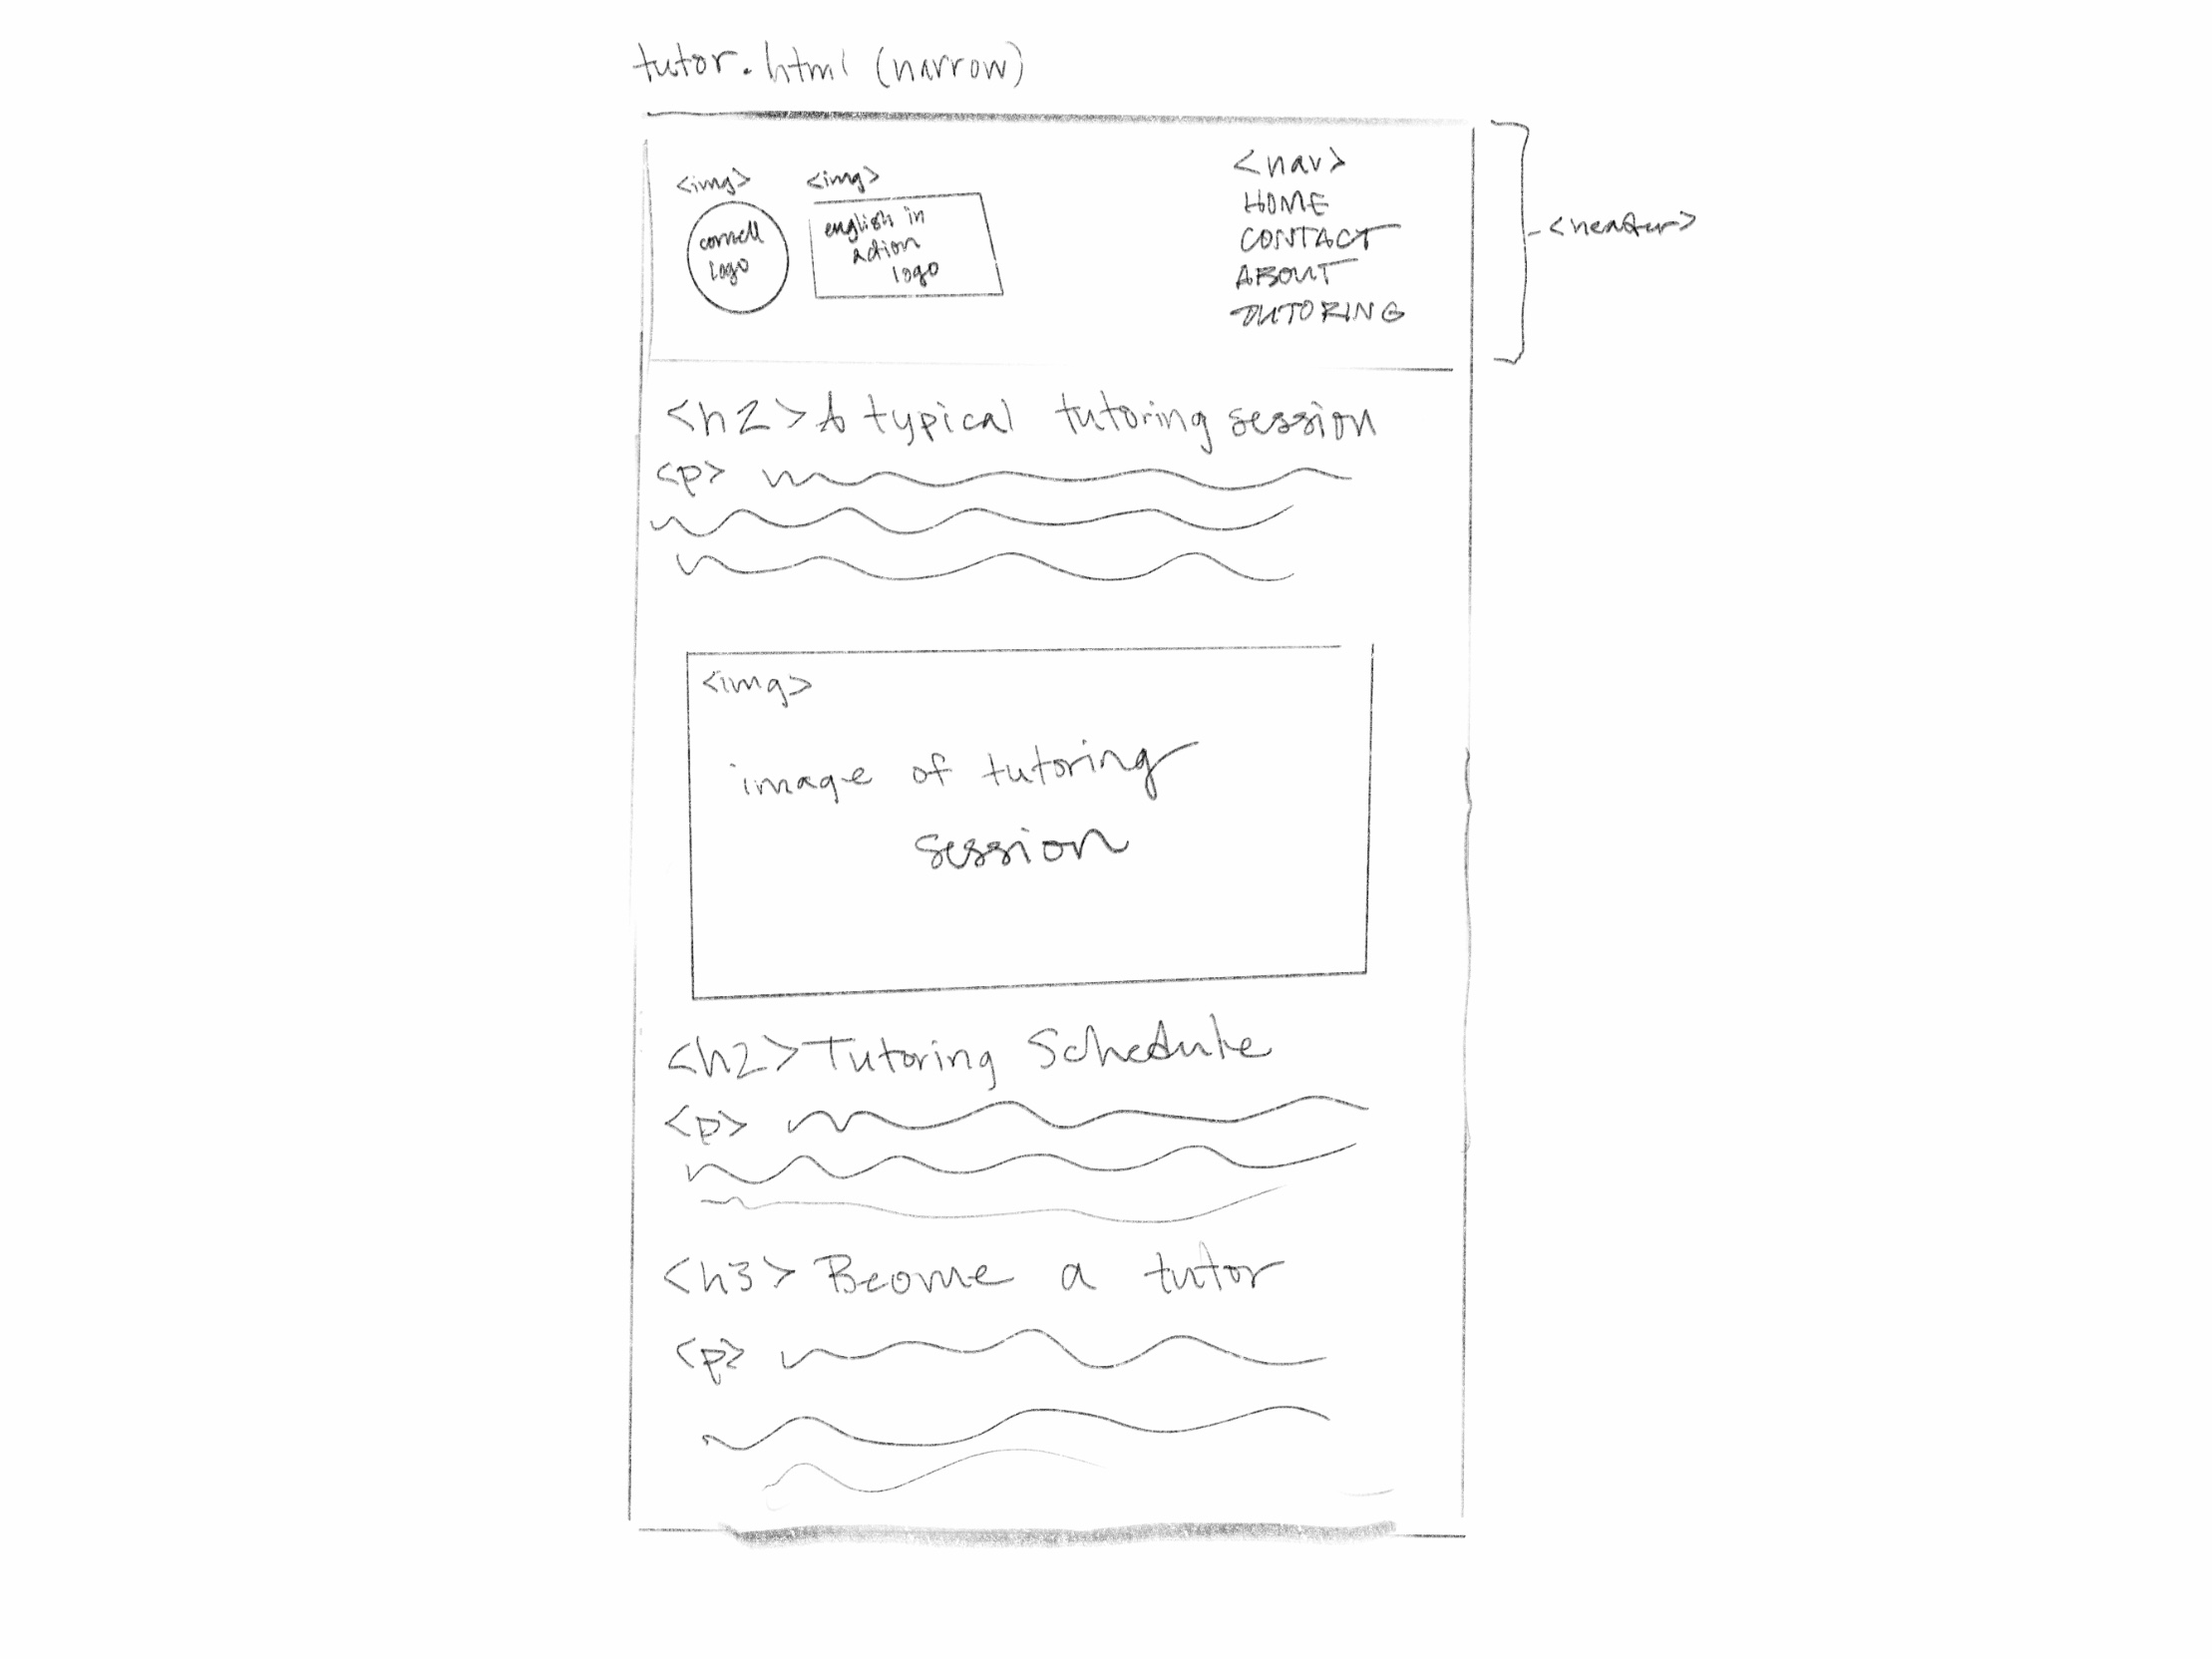 tutor.html (narrow)
<img>
cornell
logo
<img>
english in
action
logo
<nav>
HOME
CONTACT
ABOUT
TUTORING
<header>
<h2> A typical tutoring session
<p>
<img>
image of tutoring
session
<h2> Tutoring Schedule
<p>
<h3> Become a tutor
<p>